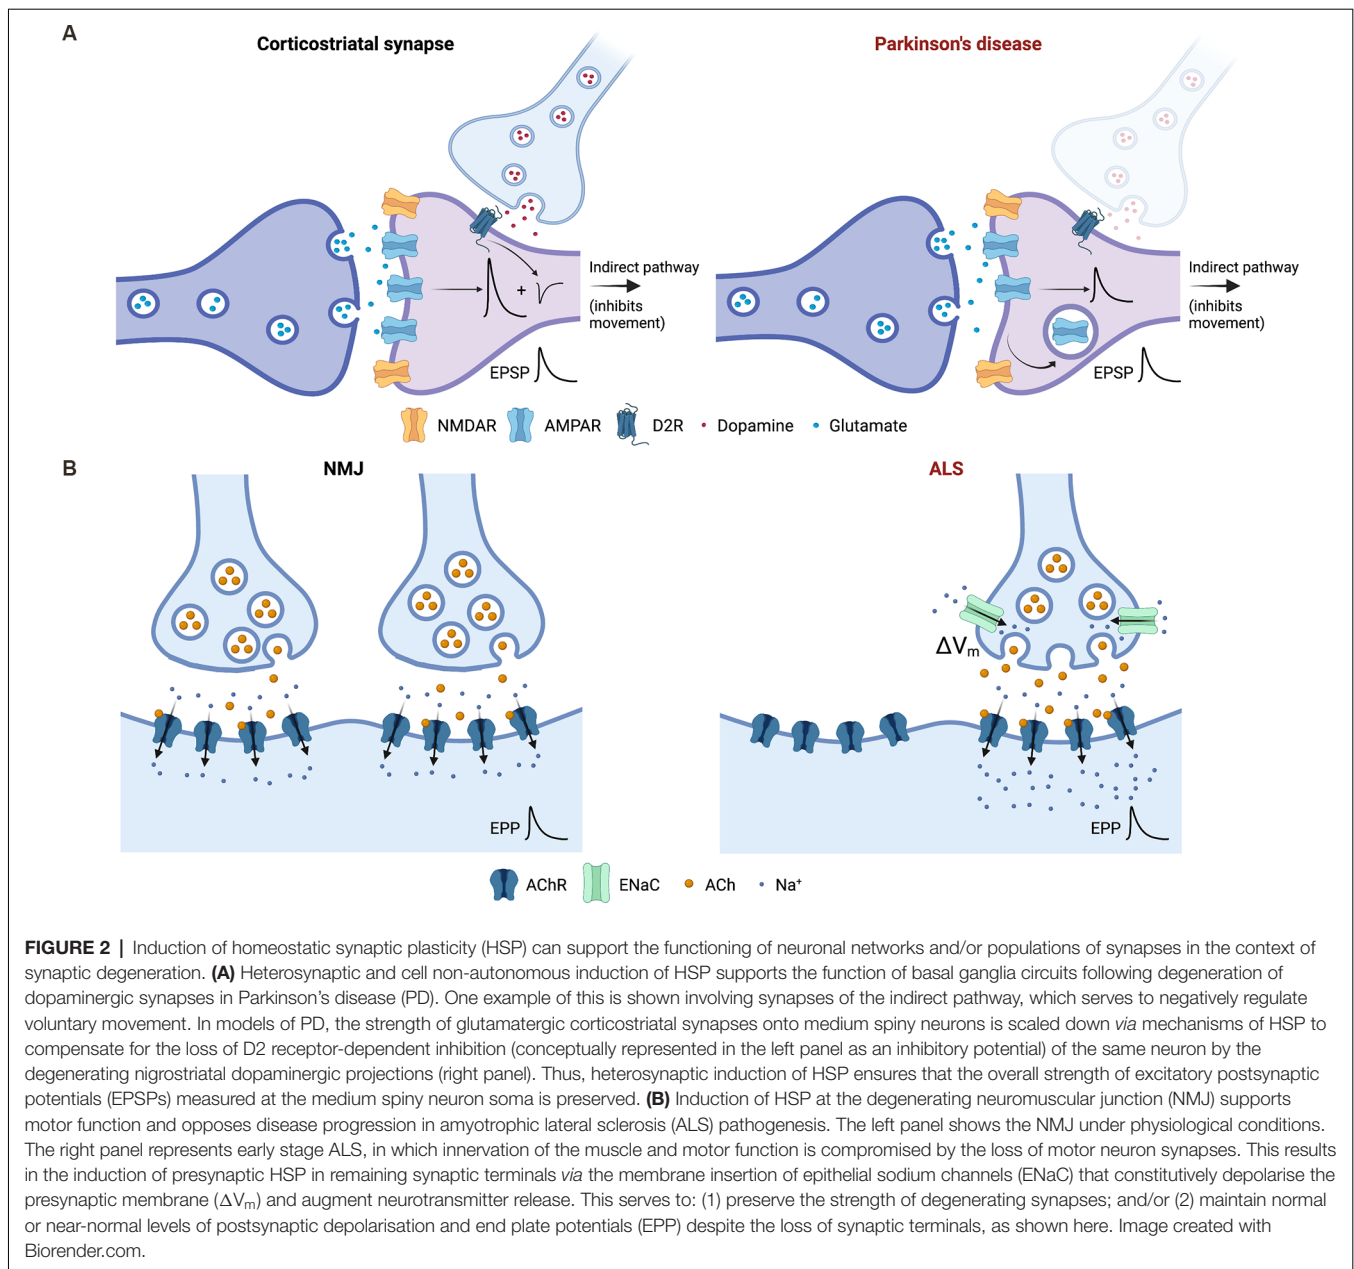 A
Corticostriatal synapse
Parkinson's disease
Indirect pathway
(inhibits
movement)
EPSP
Indirect pathway
(inhibits
movement)
EPSP
NMDAR AMPAR D2R Dopamine Glutamate
B
NMJ
ALS
ΔVm
EPP
EPP
AChR ENaC ACh Na⁺
FIGURE 2 | Induction of homeostatic synaptic plasticity (HSP) can support the functioning of neuronal networks and/or populations of synapses in the context of
synaptic degeneration. (A) Heterosynaptic and cell non-autonomous induction of HSP supports the function of basal ganglia circuits following degeneration of
dopaminergic synapses in Parkinson's disease (PD). One example of this is shown involving synapses of the indirect pathway, which serves to negatively regulate
voluntary movement. In models of PD, the strength of glutamatergic corticostriatal synapses onto medium spiny neurons is scaled down via mechanisms of HSP to
compensate for the loss of D2 receptor-dependent inhibition (conceptually represented in the left panel as an inhibitory potential) of the same neuron by the
degenerating nigrostriatal dopaminergic projections (right panel). Thus, heterosynaptic induction of HSP ensures that the overall strength of excitatory postsynaptic
potentials (EPSPs) measured at the medium spiny neuron soma is preserved. (B) Induction of HSP at the degenerating neuromuscular junction (NMJ) supports
motor function and opposes disease progression in amyotrophic lateral sclerosis (ALS) pathogenesis. The left panel shows the NMJ under physiological conditions.
The right panel represents early stage ALS, in which innervation of the muscle and motor function is compromised by the loss of motor neuron synapses. This results
in the induction of presynaptic HSP in remaining synaptic terminals via the membrane insertion of epithelial sodium channels (ENaC) that constitutively depolarise the
presynaptic membrane (ΔVm) and augment neurotransmitter release. This serves to: (1) preserve the strength of degenerating synapses; and/or (2) maintain normal
or near-normal levels of postsynaptic depolarisation and end plate potentials (EPP) despite the loss of synaptic terminals, as shown here. Image created with
Biorender.com.